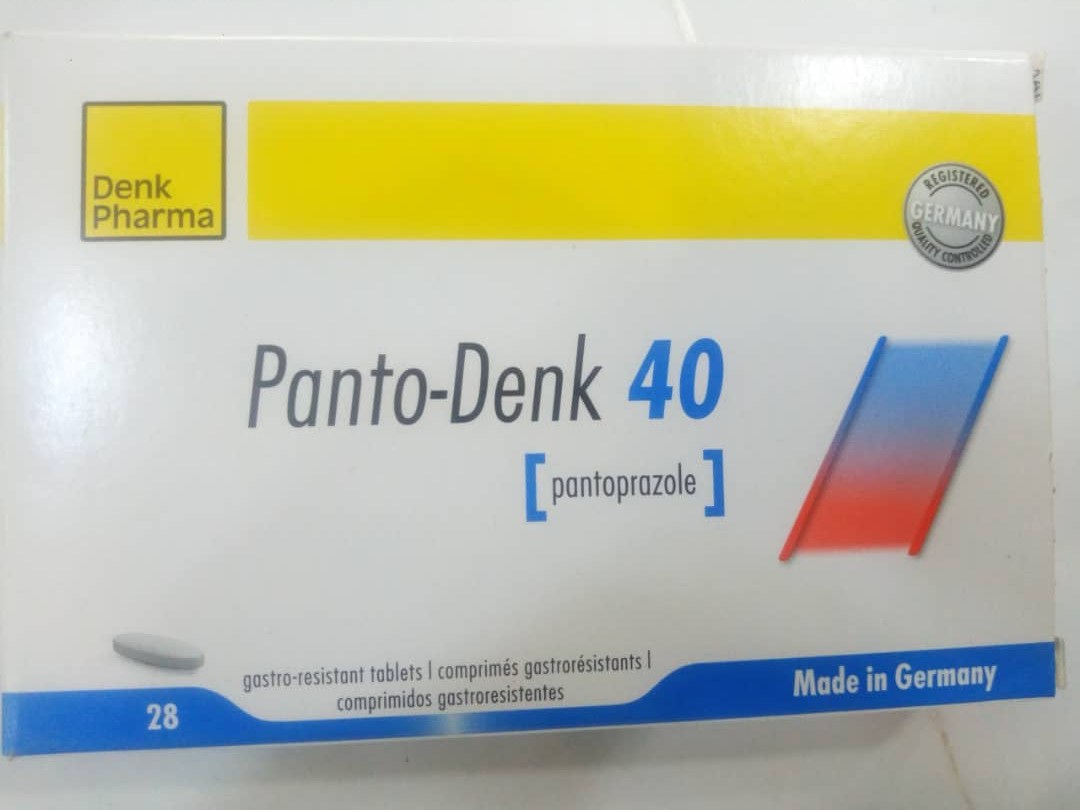 Denk
Pharma
REGISTERED
GERMANY
QUALITY CONTROLLED
Panto-Denk 40
[pantoprazole]
gastro-resistant tablets | comprimés gastrorésistants |
comprimidos gastroresistentes
28
Made in Germany